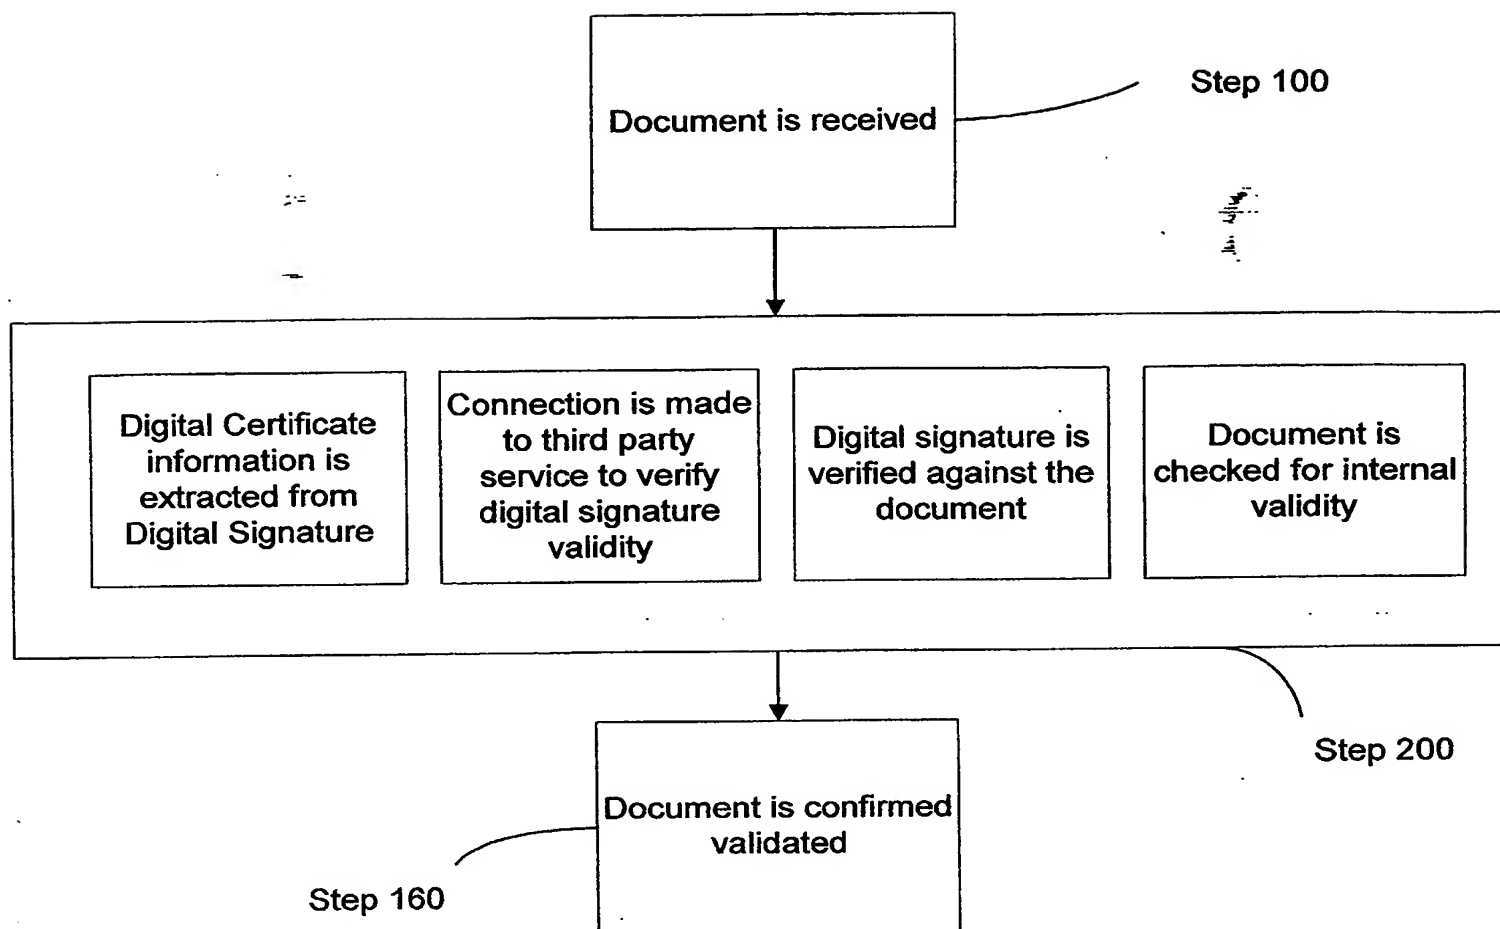 Document is received
Step 100
Digital Certificate
information is
extracted from
Digital Signature
Connection is made
to third party
service to verify
digital signature
validity
Digital signature is
verified against the
document
Document is
checked for internal
validity
Step 200
Document is confirmed
validated
Step 160